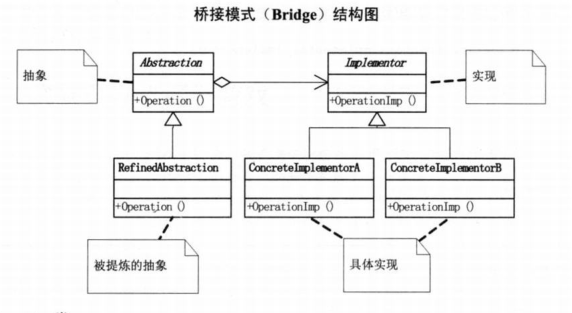 桥接模式（Bridge）结构图
抽象
Abstraction
+Operation ()
Implementor
+OperationImp ()
实现
RefinedAbstraction
+Operation ()
ConcreteImplementorA
+OperationImp ()
ConcreteImplementorB
+OperationImp ()
被提炼的抽象
具体实现